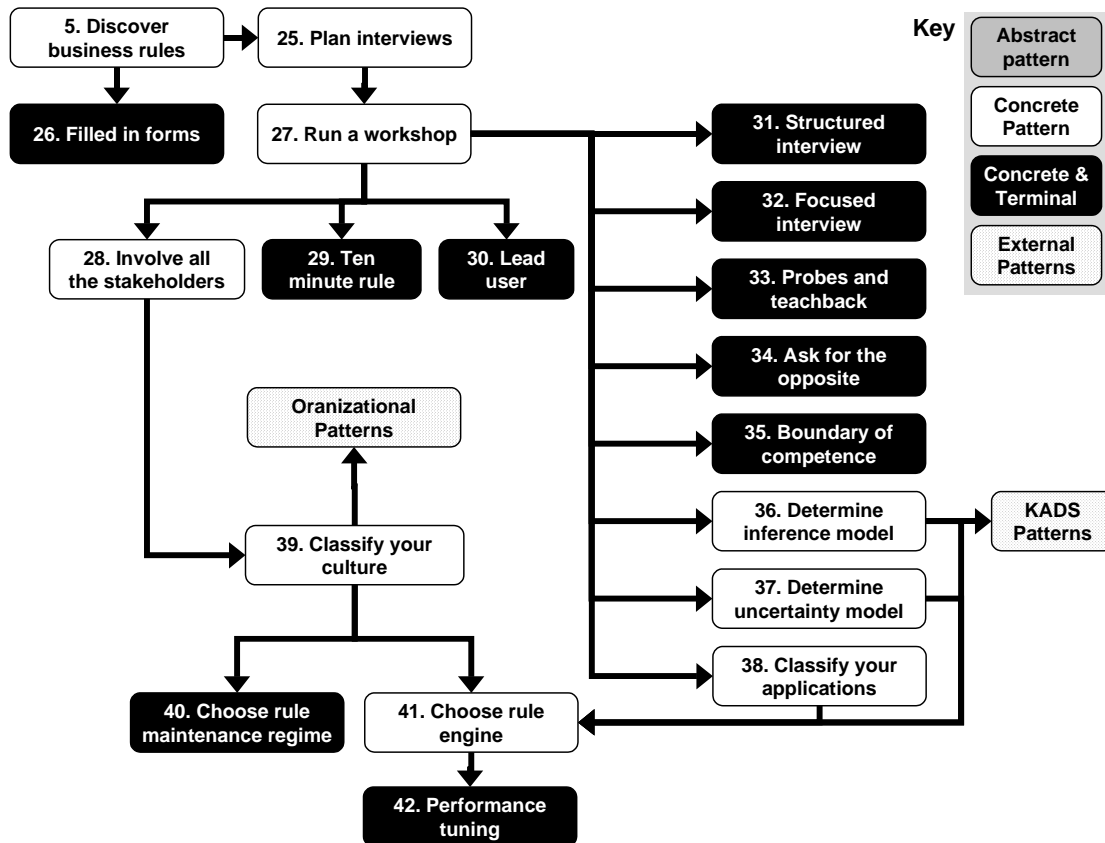 5. Discover
business rules
25. Plan interviews
Key
Abstract
pattern
Concrete
Pattern
Concrete &
Terminal
External
Patterns
26. Filled in forms
27. Run a workshop
31. Structured
interview
32. Focused
interview
28. Involve all
the stakeholders
29. Ten
minute rule
30. Lead
user
33. Probes and
teachback
34. Ask for the
opposite
Oranizational
Patterns
35. Boundary of
competence
36. Determine
inference model
KADS
Patterns
39. Classify your
culture
37. Determine
uncertainty model
38. Classify your
applications
40. Choose rule
maintenance regime
41. Choose rule
engine
42. Performance
tuning